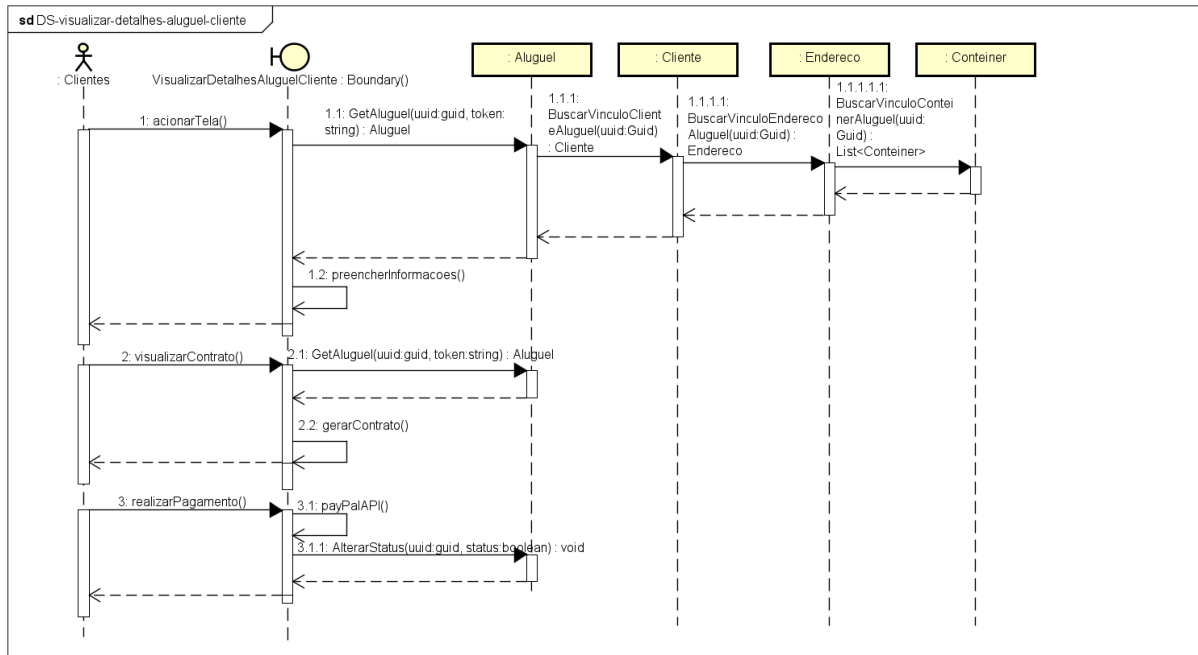 sd DS-visualizar-detalhes-aluguel-cliente
: Clientes
VisualizarDetalhesAluguelCliente : Boundary()
: Aluguel
: Cliente
: Endereco
: Conteiner
1: acionarTela()
1.1: GetAluguel(uuid:guid, token:
string) : Aluguel
1.1.1:
BuscarVinculoClient
eAluguel(uuid:Guid)
: Cliente
1.1.1.1:
BuscarVinculoEndereco
Aluguel(uuid:Guid) :
Endereco
1.1.1.1.1:
BuscarVinculoContei
nerAluguel(uuid:
Guid) :
List<Conteiner>
1.2: preencherInformacoes()
2: visualizarContrato()
2.1: GetAluguel(uuid:guid, token:string) : Aluguel
2.2: gerarContrato()
3: realizarPagamento()
3.1: payPalAPI()
3.1.1: AlterarStatus(uuid:guid, status:boolean) : void